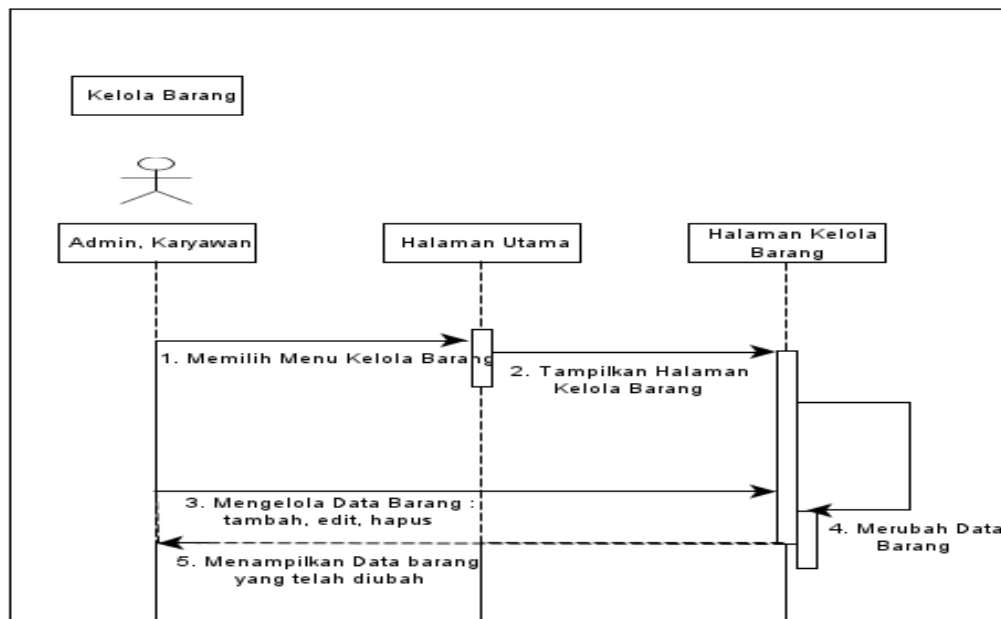 Kelola Barang
Admin, Karyawan
Halaman Utama
Halaman Kelola
Barang
1. Memilih Menu Kelola Barang
2. Tampilkan Halaman
Kelola Barang
3. Mengelola Data Barang :
tambah, edit, hapus
4. Merubah Data
Barang
5. Menampilkan Data barang
yang telah diubah